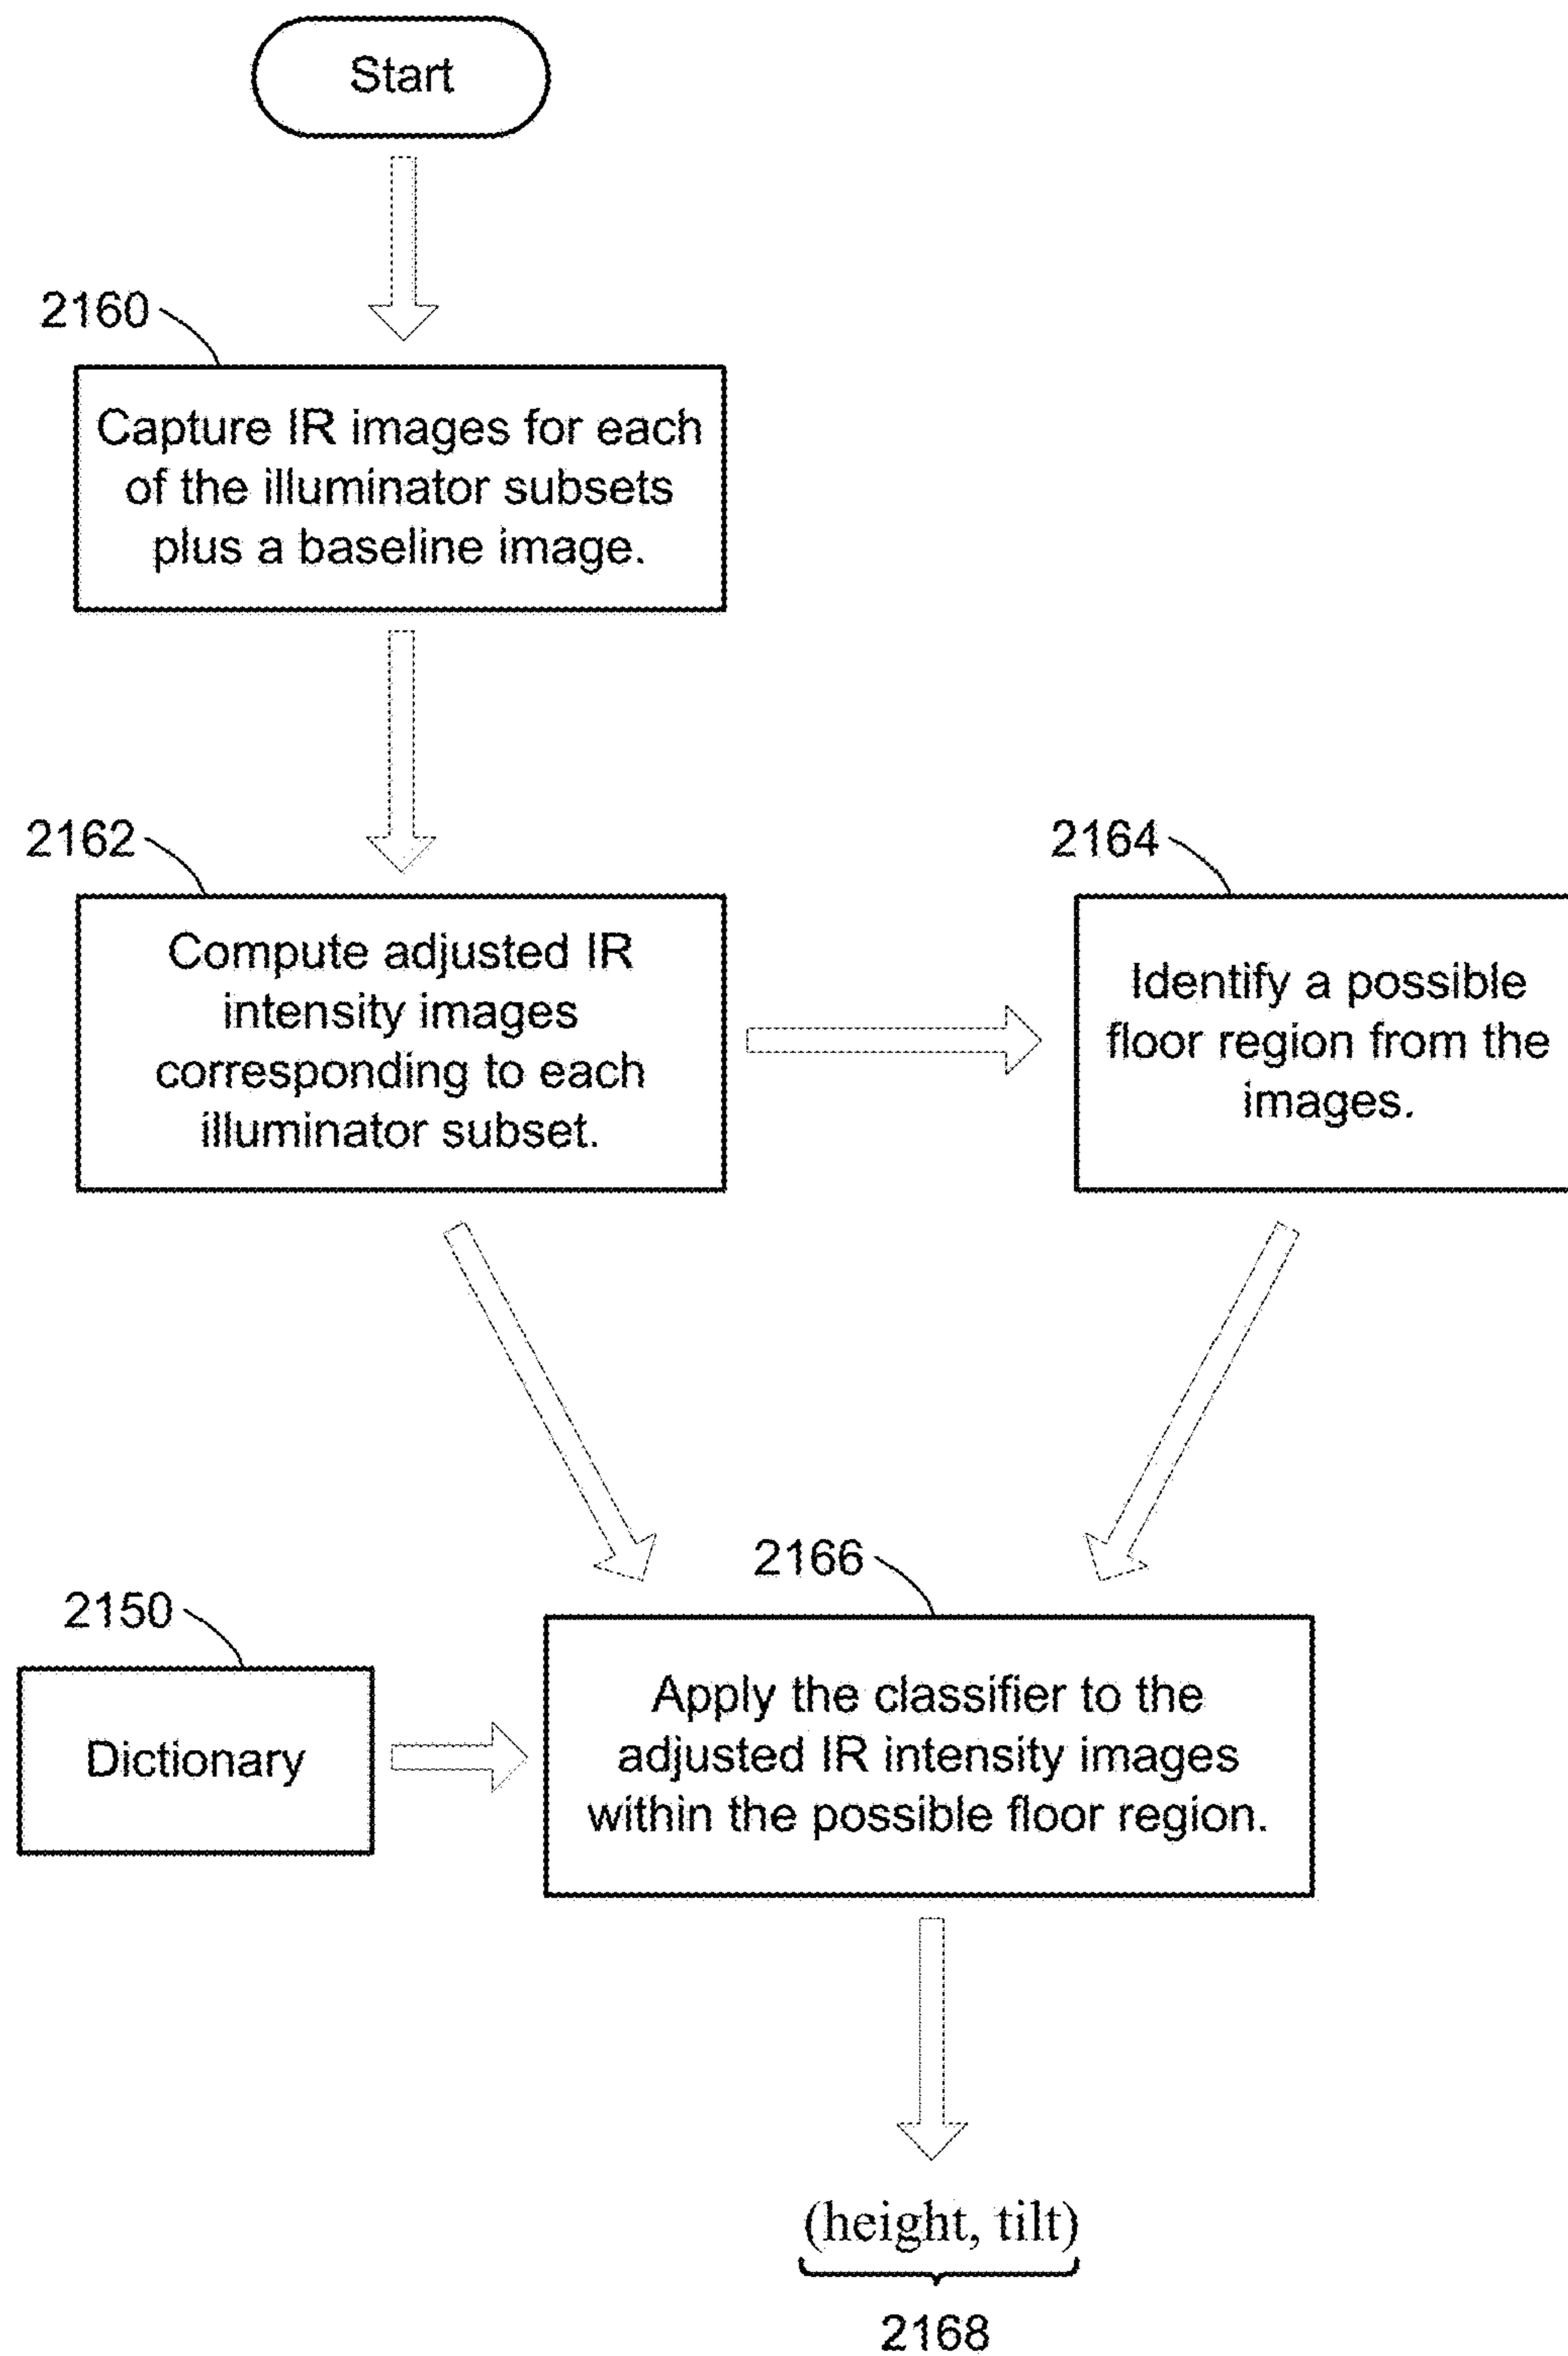 Start
2160
Capture IR images for each
of the illuminator subsets
plus a baseline image.
2162
Compute adjusted IR
intensity images
corresponding to each
illuminator subset.
2164
Identify a possible
floor region from the
images.
2150
Dictionary
2166
Apply the classifier to the
adjusted IR intensity images
within the possible floor region.
(height, tilt)
2168